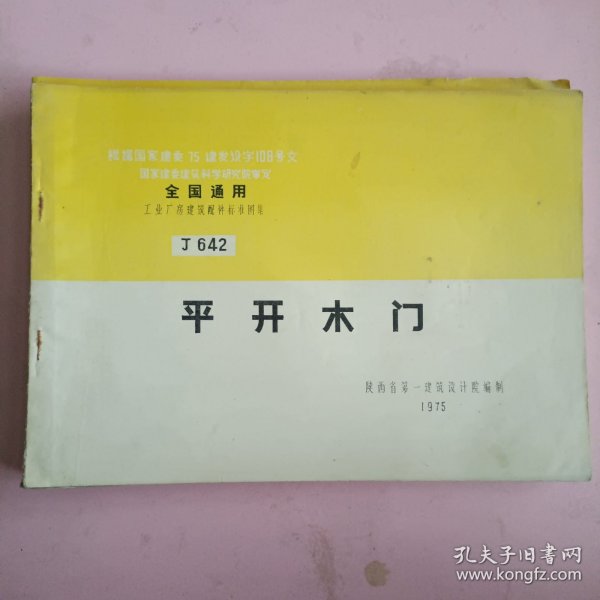 根据国家建委 75 建发设字108号文
国家建委建筑科学研究院审定
全国通用
工业厂房建筑配件标准图集
J 642
平开木门
陕西省第一建筑设计院编制
1975
孔夫子旧书网
www.kongfz.com